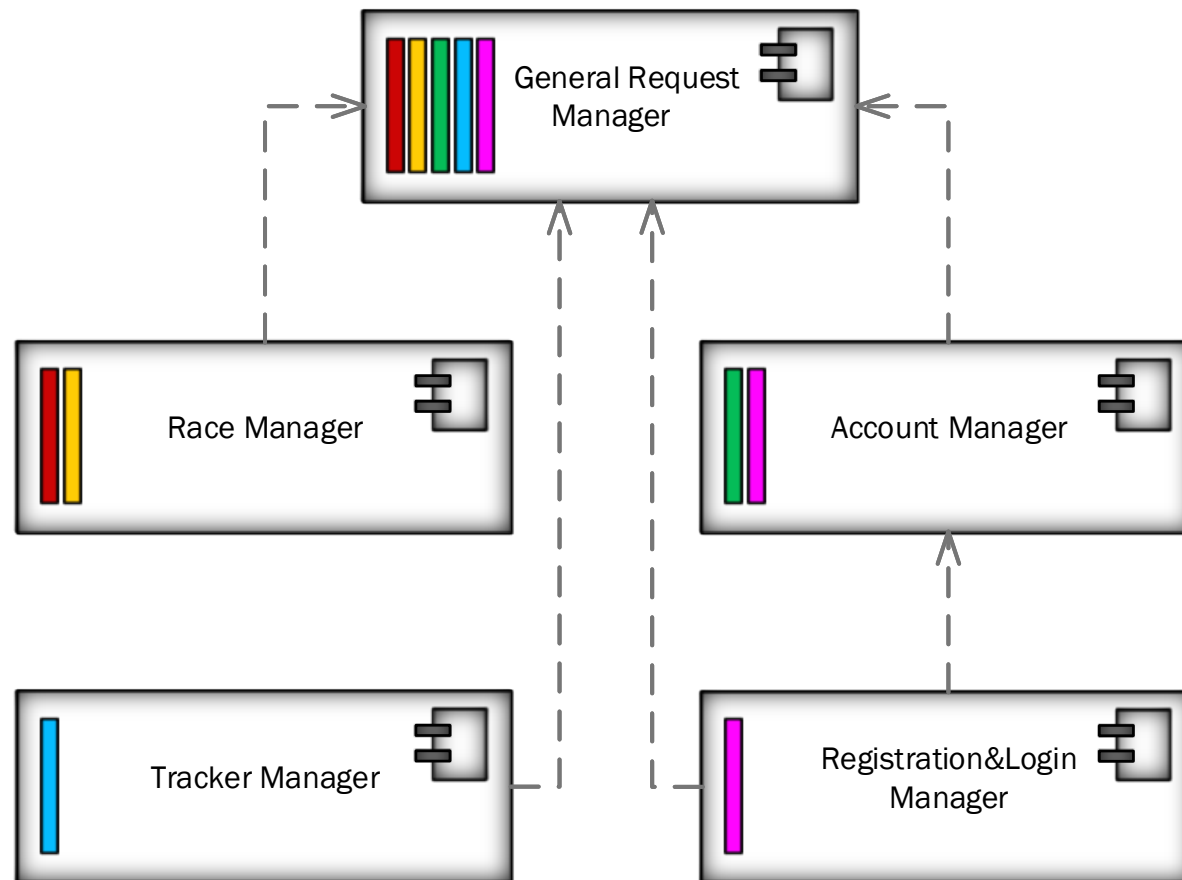 General Request
Manager
Race Manager
Account Manager
Tracker Manager
Registration&Login
Manager